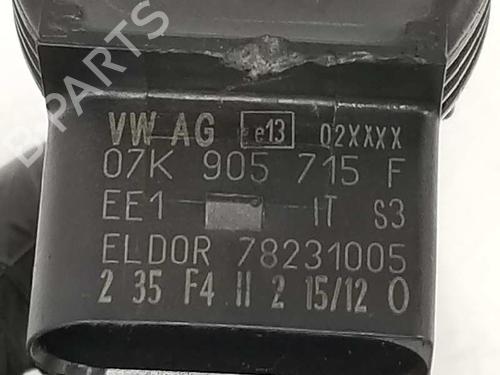 B-PARTS
VW AG e13 02XXXX
07K 905 715 F
EE1 IT S3
ELDOR 78231005
2 35 F4 II 2 15/12 O